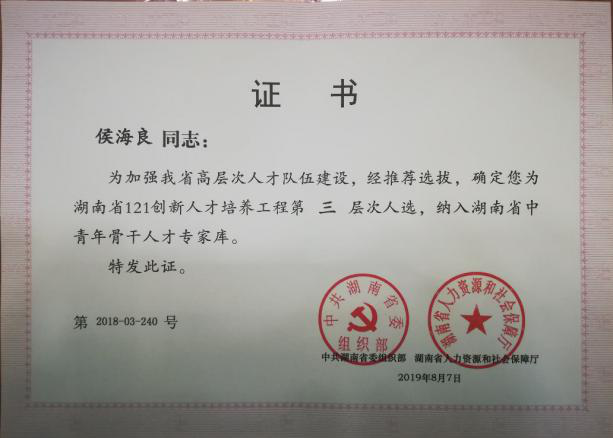 证 书
侯海良 同志：
为加强我省高层次人才队伍建设，经推荐选拔，确定您为
湖南省121创新人才培养工程第 三 层次人选，纳入湖南省中
青年骨干人才专家库。
特发此证。
中共湖南省委
组织部
湖南省人力资源和社会保障厅
第 2018-03-240 号
中共湖南省委组织部 湖南省人力资源和社会保障厅
2019年8月7日